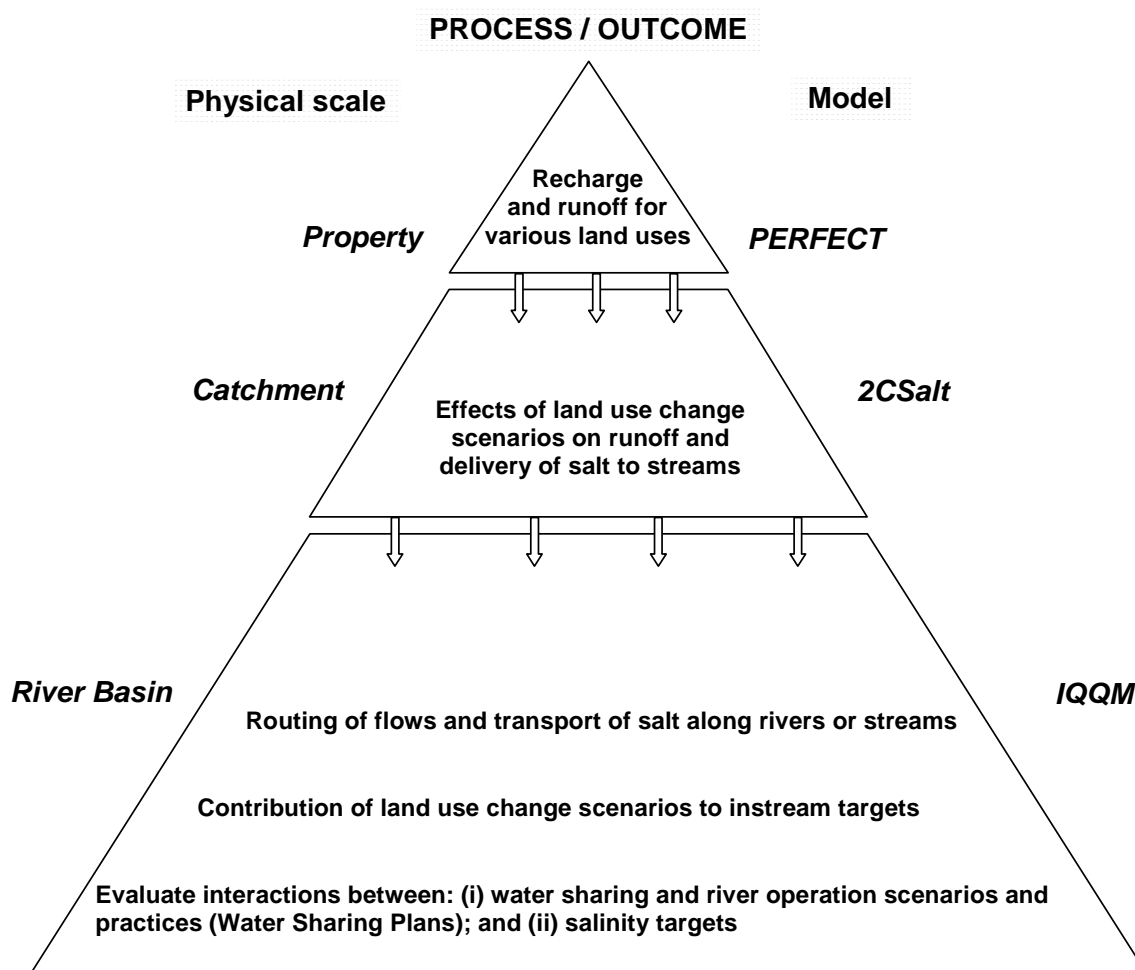 PROCESS / OUTCOME
Physical scale
Model
Recharge
and runoff for
various land uses
Property
PERFECT
Catchment
2CSalt
Effects of land use change
scenarios on runoff and
delivery of salt to streams
River Basin
IQQM
Routing of flows and transport of salt along rivers or streams
Contribution of land use change scenarios to instream targets
Evaluate interactions between: (i) water sharing and river operation scenarios and
practices (Water Sharing Plans); and (ii) salinity targets